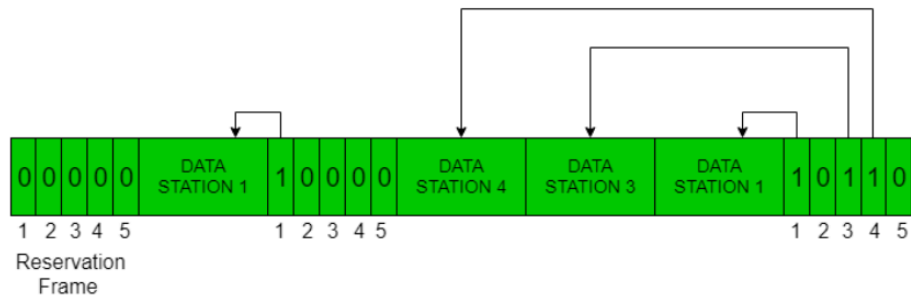 0 0 0 0 0 DATA STATION 1 1 0 0 0 0 DATA STATION 4 DATA STATION 3 DATA STATION 1 1 0 1 1 0
1 2 3 4 5 1 2 3 4 5 1 2 3 4 5
Reservation
Frame